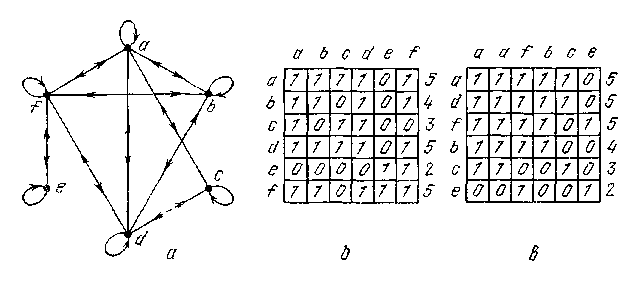 a
f
b
e
c
d
a b c d e f
a 1 1 1 1 0 1 5
b 1 1 0 1 0 1 4
c 1 0 1 1 0 0 3
d 1 1 1 1 0 1 5
e 0 0 0 0 1 1 2
f 1 1 0 1 1 1 5
a a f b c e
a 1 1 1 1 1 0 5
d 1 1 1 1 1 0 5
f 1 1 1 1 0 1 5
b 1 1 1 1 0 0 4
c 1 1 0 0 1 0 3
e 0 0 1 0 0 1 2
а
b
в